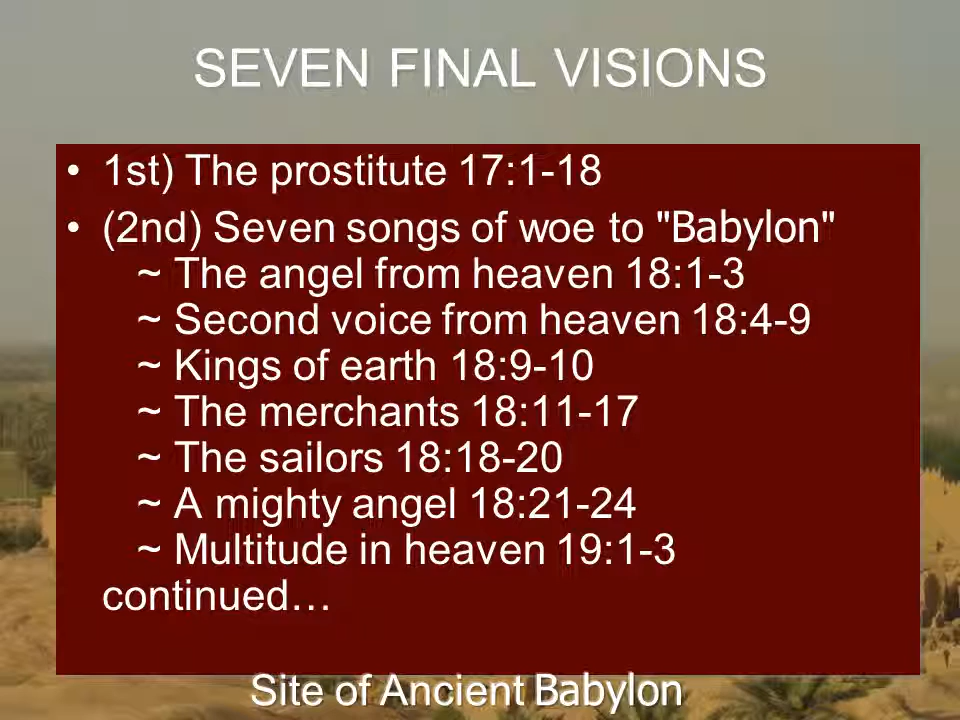 SEVEN FINAL VISIONS
• 1st) The prostitute 17:1-18
• (2nd) Seven songs of woe to "Babylon"
~ The angel from heaven 18:1-3
~ Second voice from heaven 18:4-9
~ Kings of earth 18:9-10
~ The merchants 18:11-17
~ The sailors 18:18-20
~ A mighty angel 18:21-24
~ Multitude in heaven 19:1-3
continued…
Site of Ancient Babylon